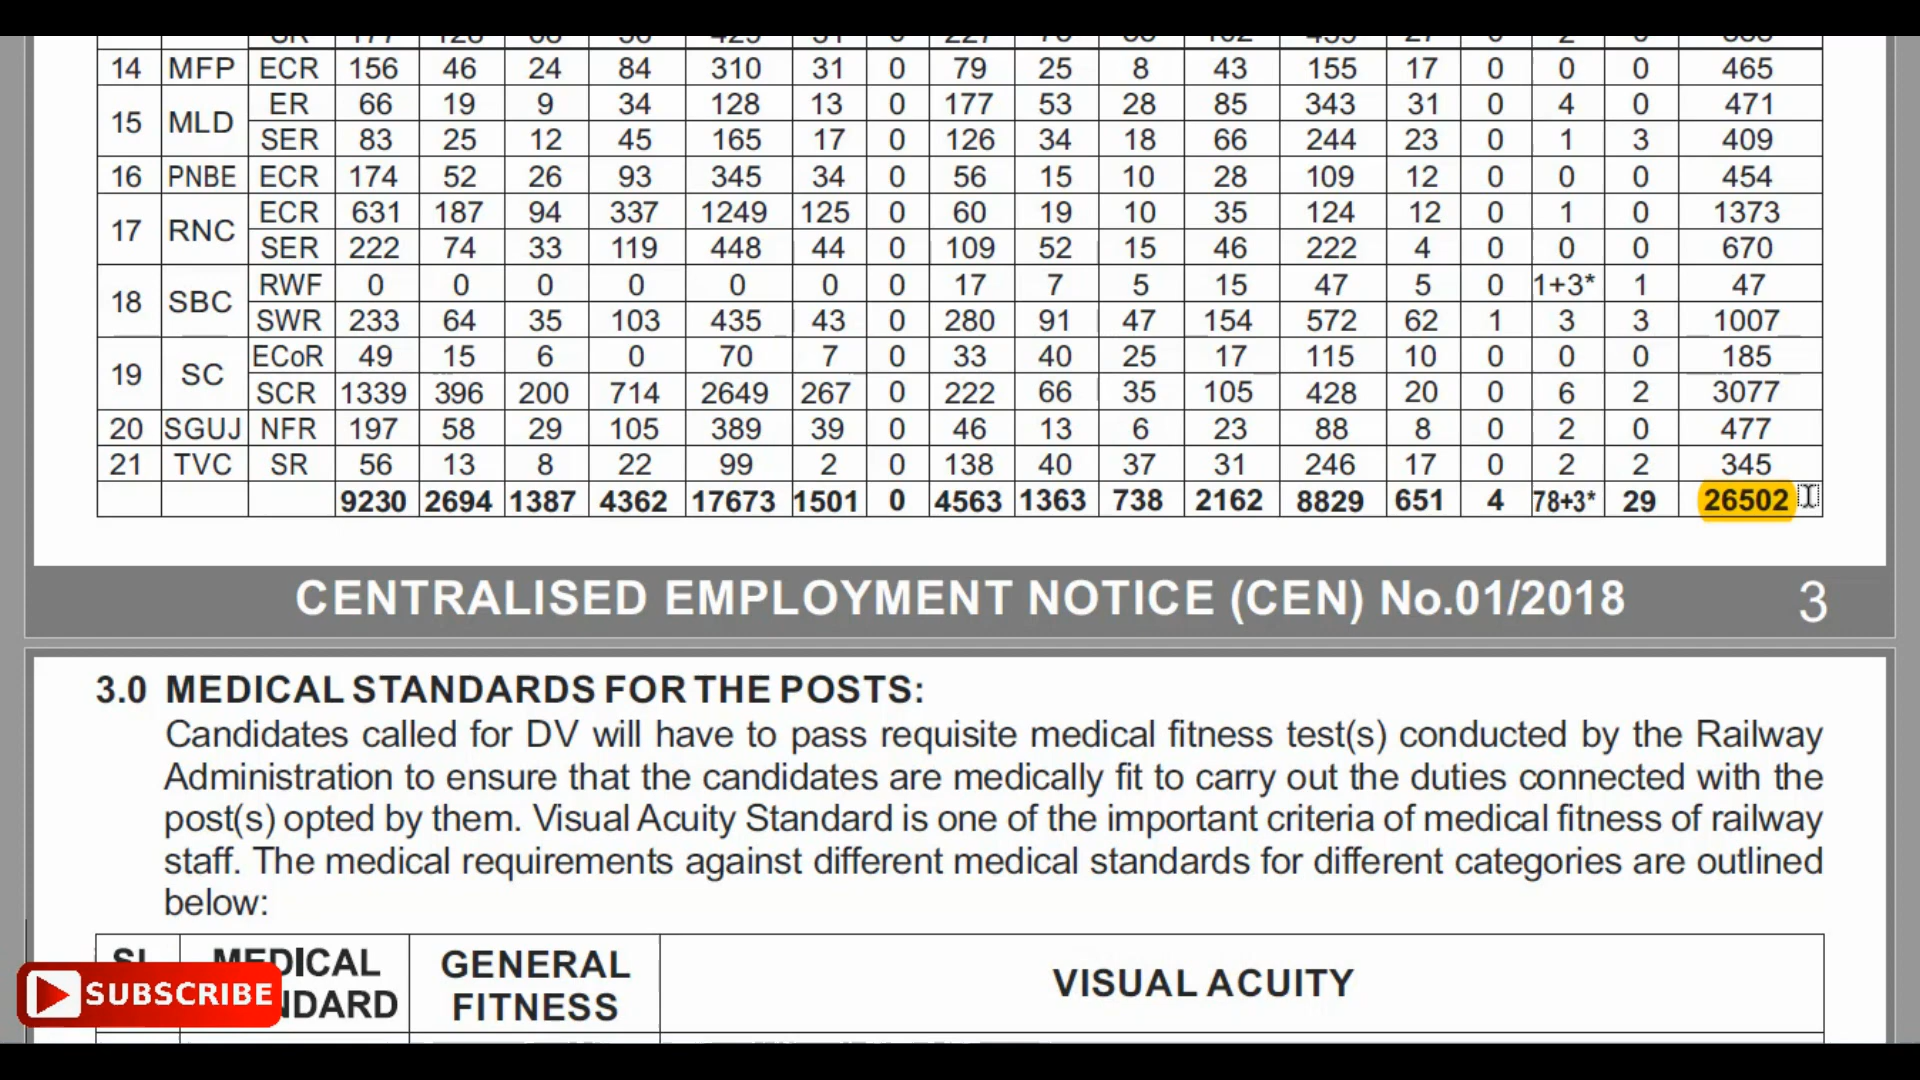 14 MFP ECR 156 46 24 84 310 31 0 79 25 8 43 155 17 0 0 0 465
15 MLD ER 66 19 9 34 128 13 0 177 53 28 85 343 31 0 4 0 471
SER 83 25 12 45 165 17 0 126 34 18 66 244 23 0 1 3 409
16 PNBE ECR 174 52 26 93 345 34 0 56 15 10 28 109 12 0 0 0 454
17 RNC ECR 631 187 94 337 1249 125 0 60 19 10 35 124 12 0 1 0 1373
SER 222 74 33 119 448 44 0 109 52 15 46 222 4 0 0 0 670
18 SBC RWF 0 0 0 0 0 0 0 17 7 5 15 47 5 0 1+3* 1 47
SWR 233 64 35 103 435 43 0 280 91 47 154 572 62 1 3 3 1007
19 SC ECoR 49 15 6 0 70 7 0 33 40 25 17 115 10 0 0 0 185
SCR 1339 396 200 714 2649 267 0 222 66 35 105 428 20 0 6 2 3077
20 SGUJ NFR 197 58 29 105 389 39 0 46 13 6 23 88 8 0 2 0 477
21 TVC SR 56 13 8 22 99 2 0 138 40 37 31 246 17 0 2 2 345
9230 2694 1387 4362 17673 1501 0 4563 1363 738 2162 8829 651 4 78+3* 29 26502
CENTRALISED EMPLOYMENT NOTICE (CEN) No.01/2018 3
3.0 MEDICAL STANDARDS FOR THE POSTS:
Candidates called for DV will have to pass requisite medical fitness test(s) conducted by the Railway
Administration to ensure that the candidates are medically fit to carry out the duties connected with the
post(s) opted by them. Visual Acuity Standard is one of the important criteria of medical fitness of railway
staff. The medical requirements against different medical standards for different categories are outlined
below:
MEDICAL
NDARD
GENERAL
FITNESS
VISUAL ACUITY
SUBSCRIBE